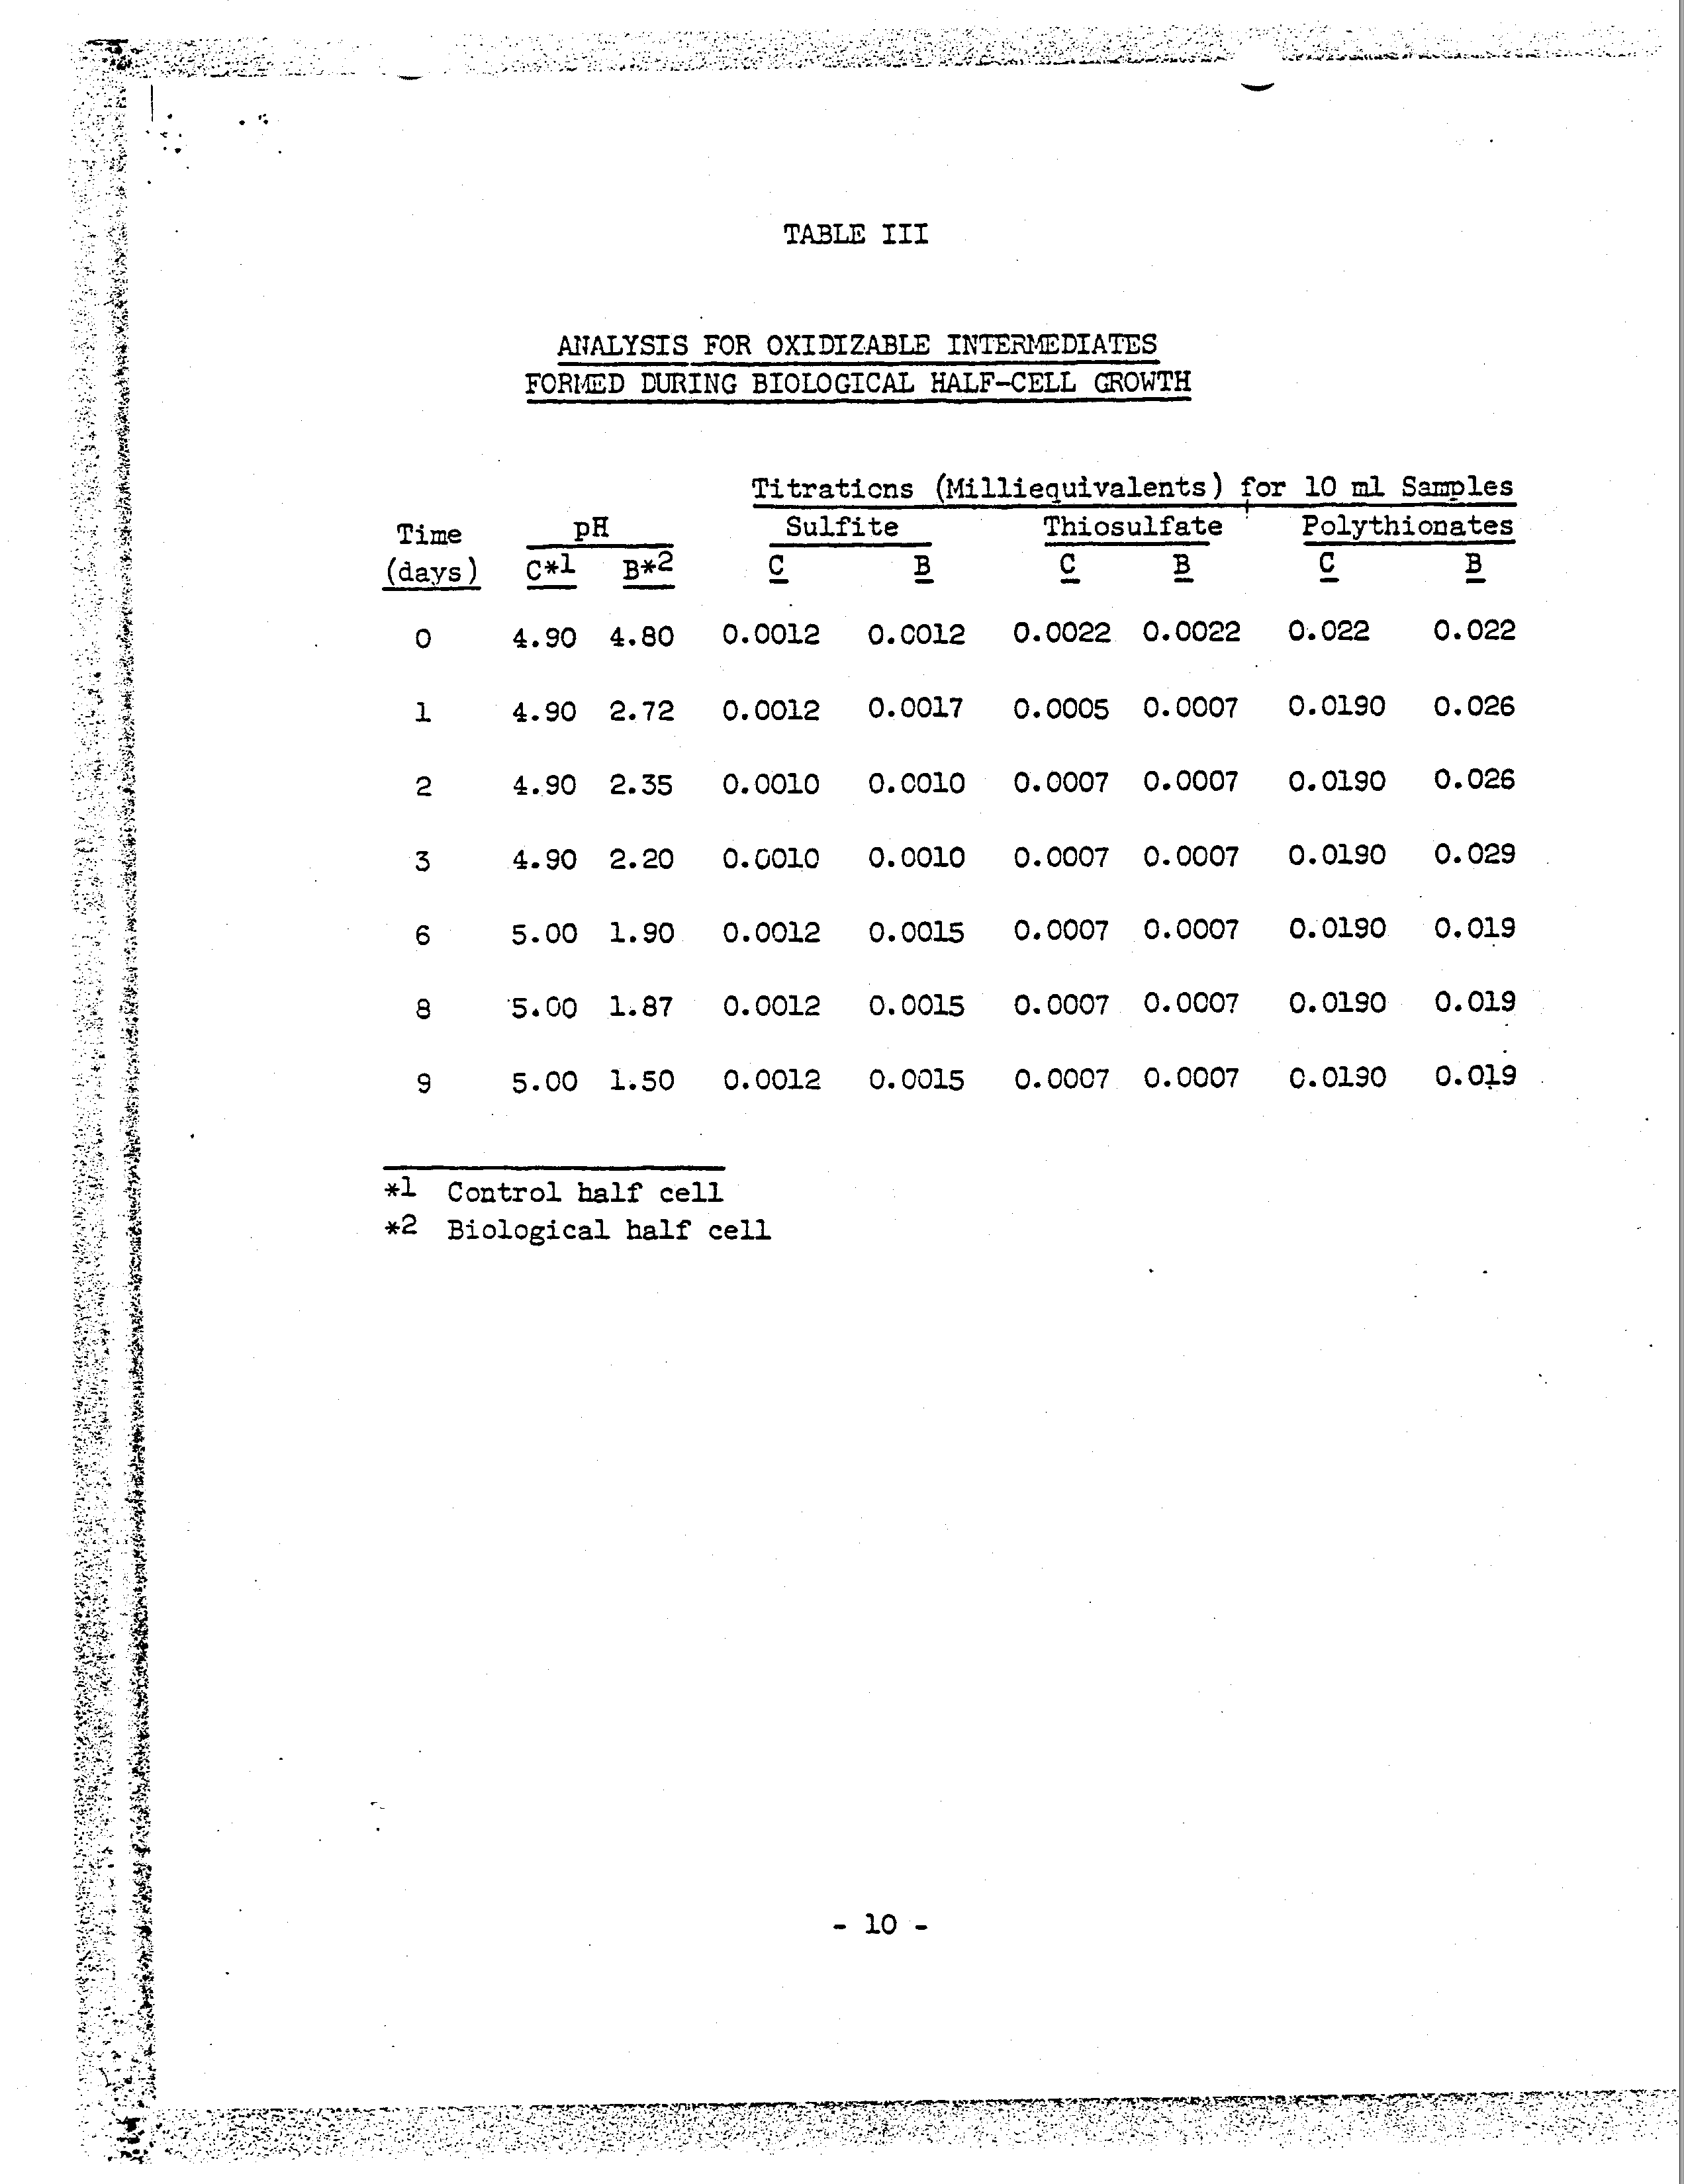 TABLE III
ANALYSIS FOR OXIDIZABLE INTERMEDIATES
FORMED DURING BIOLOGICAL HALF-CELL GROWTH
Titrations (Milliequivalents) for 10 ml Samples
Time pH Sulfite Thiosulfate Polythionates
(days) C*1 B*2 C B C B C B
0 4.90 4.80 0.0012 0.0012 0.0022 0.0022 0.022 0.022
1 4.90 2.72 0.0012 0.0017 0.0005 0.0007 0.0190 0.026
2 4.90 2.35 0.0010 0.0010 0.0007 0.0007 0.0190 0.026
3 4.90 2.20 0.0010 0.0010 0.0007 0.0007 0.0190 0.029
6 5.00 1.90 0.0012 0.0015 0.0007 0.0007 0.0190 0.019
8 5.00 1.87 0.0012 0.0015 0.0007 0.0007 0.0190 0.019
9 5.00 1.50 0.0012 0.0015 0.0007 0.0007 0.0190 0.019
*1 Control half cell
*2 Biological half cell
- 10 -